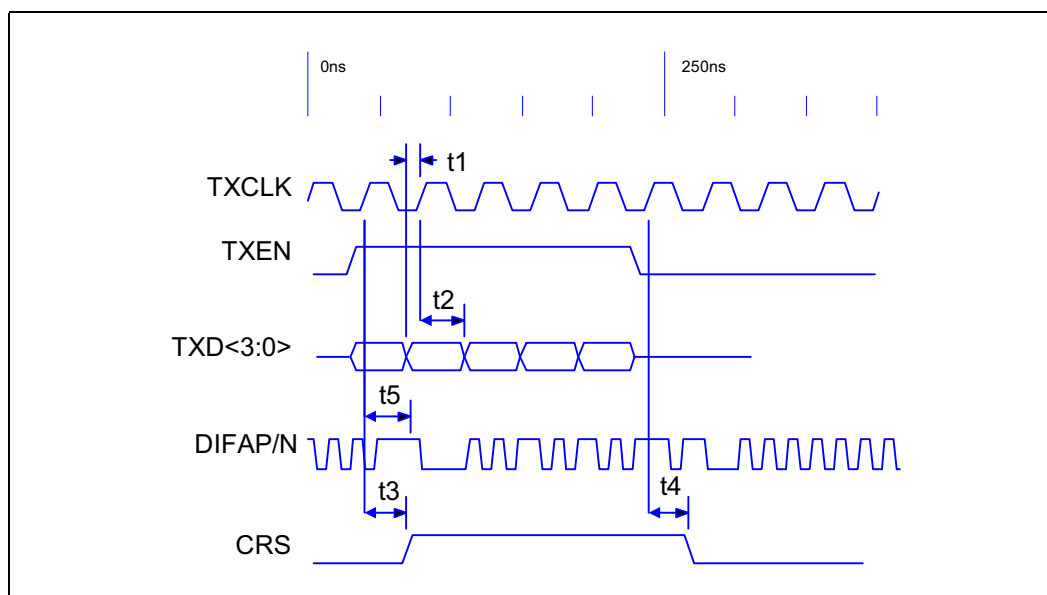 0ns
250ns
t1
TXCLK
TXEN
t2
TXD<3:0>
t5
DIFAP/N
t3
t4
CRS